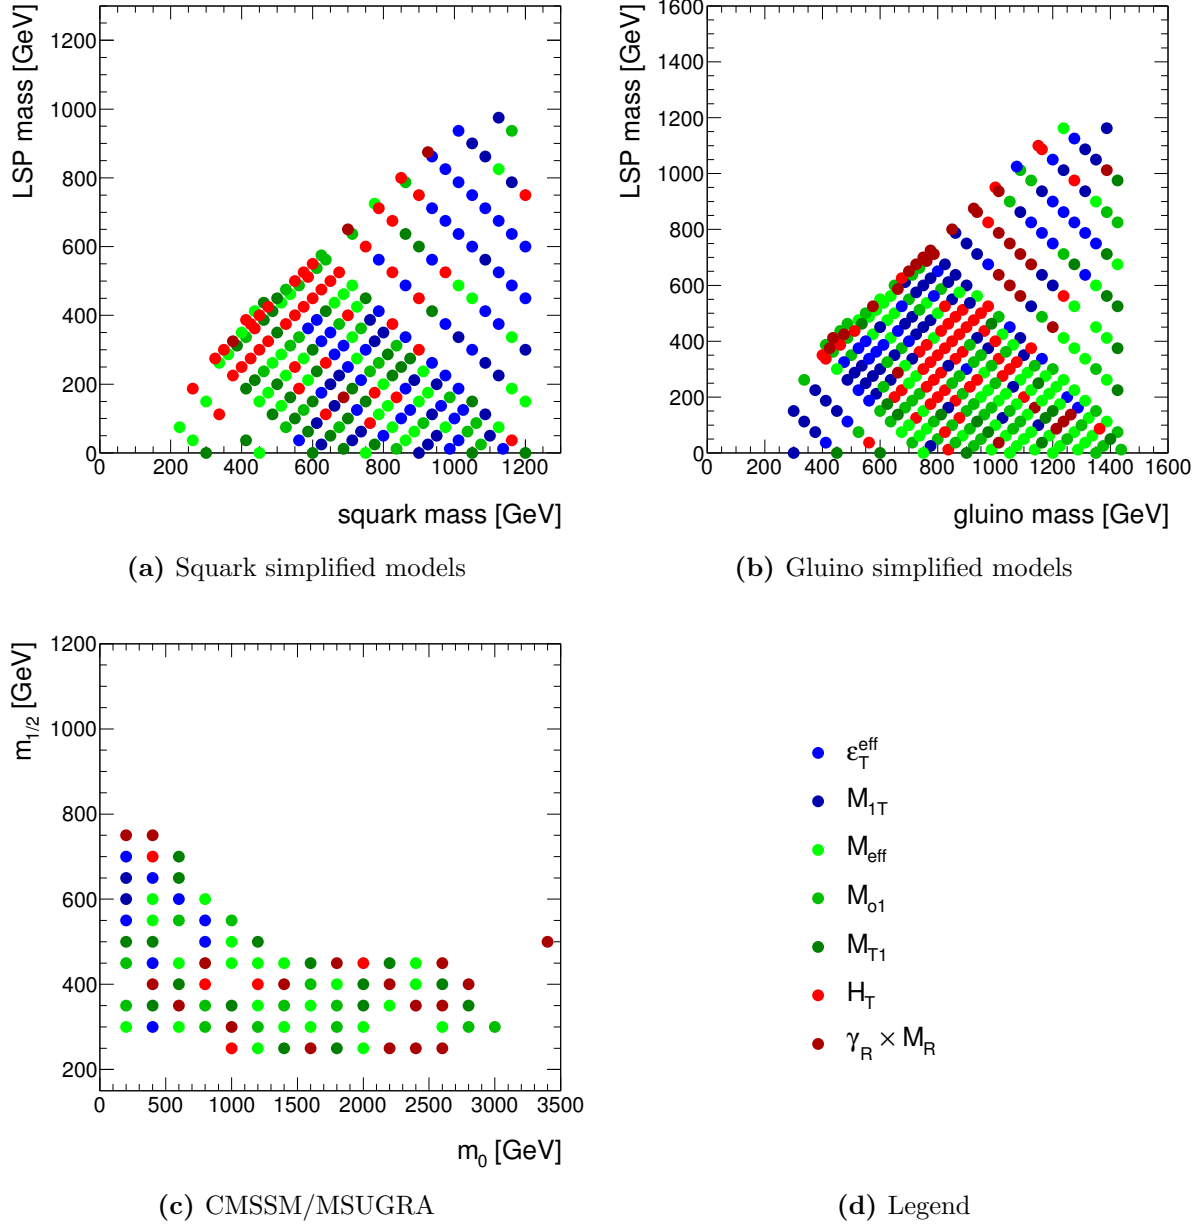 LSP mass [GeV]
1200
1000
800
600
400
200
0
0 200 400 600 800 1000 1200
squark mass [GeV]
(a) Squark simplified models
LSP mass [GeV]
1600
1400
1200
1000
800
600
400
200
0
0 200 400 600 800 1000 1200 1400 1600
gluino mass [GeV]
(b) Gluino simplified models
m1/2 [GeV]
1200
1000
800
600
400
200
0 500 1000 1500 2000 2500 3000 3500
m0 [GeV]
(c) CMSSM/MSUGRA
εTeff
M1T
Meff
Mo1
MT1
HT
γR × MR
(d) Legend